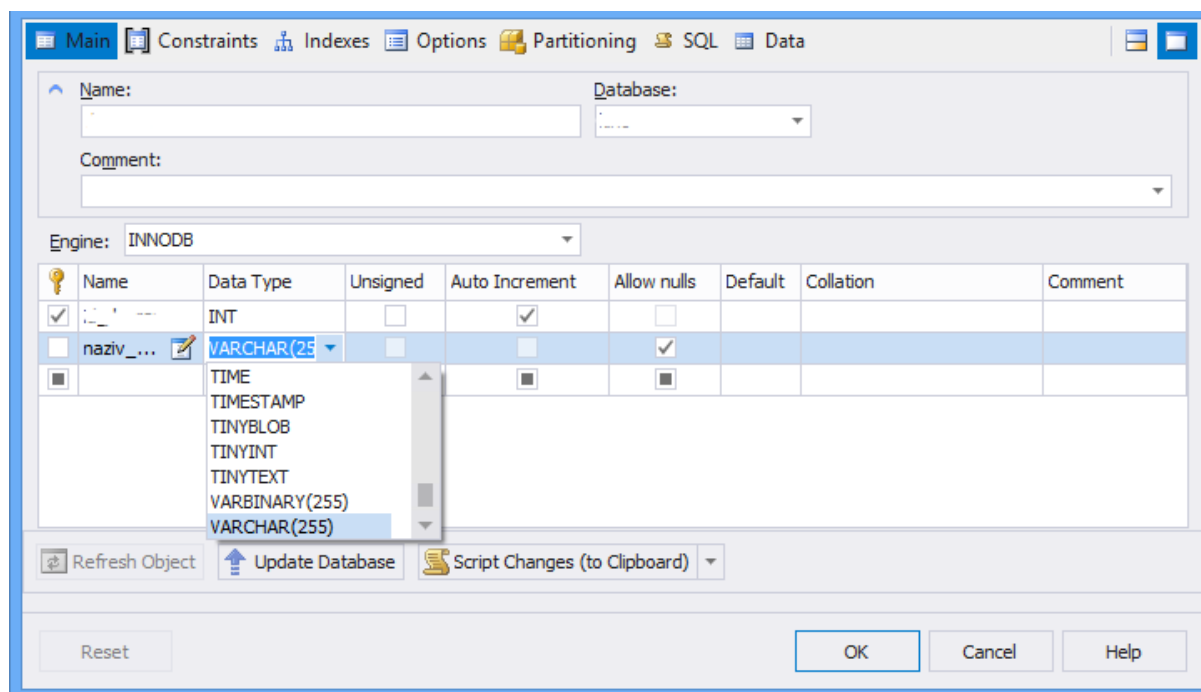 Main Constraints Indexes Options Partitioning SQL Data
Name: Database:
Comment:
Engine: INNODB
Name Data Type Unsigned Auto Increment Allow nulls Default Collation Comment
INT
naziv_... VARCHAR(25
TIME
TIMESTAMP
TINYBLOB
TINYINT
TINYTEXT
VARBINARY(255)
VARCHAR(255)
Refresh Object Update Database Script Changes (to Clipboard)
Reset OK Cancel Help